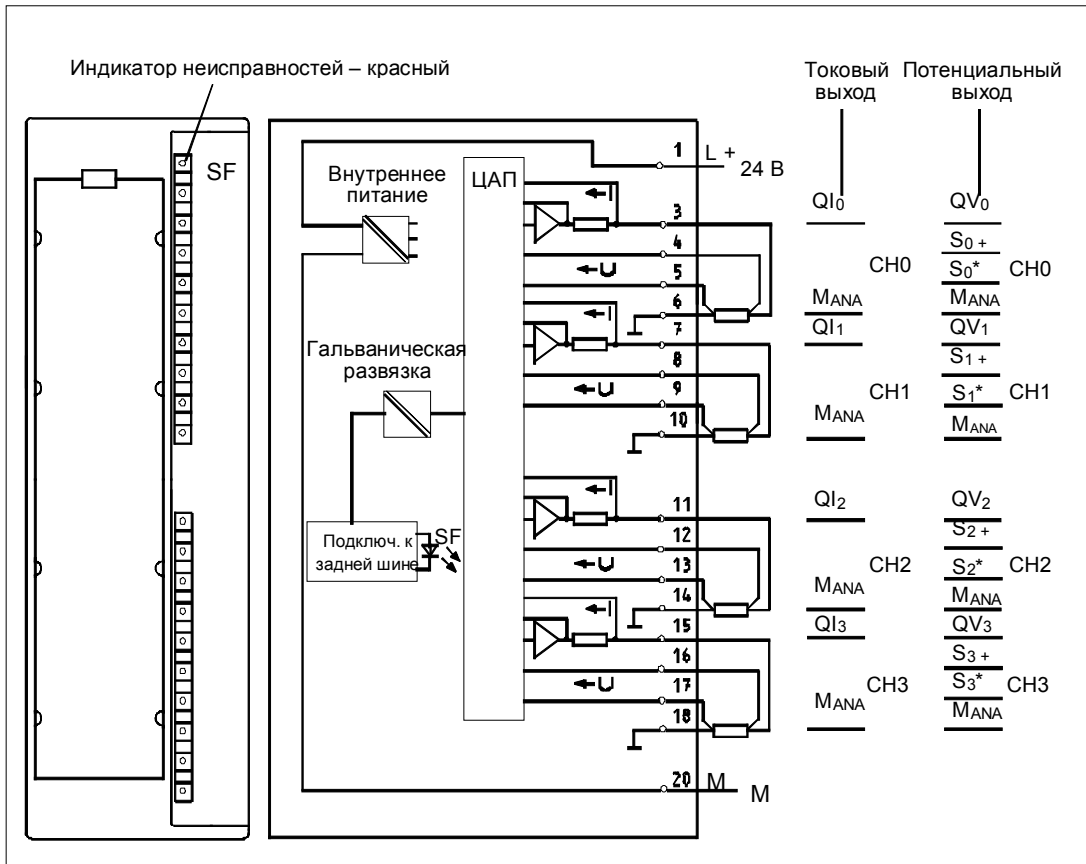 Индикатор неисправностей – красный
SF
Внутреннее
питание
Гальваническая
развязка
Подключ. к
задней шине
SF
ЦАП
I
U
I
U
I
U
I
U
1
3
4
5
6
7
8
9
10
11
12
13
14
15
16
17
18
20
L +
24 В
M
M
Токовый
выход
QI0
CH0
MANA
QI1
CH1
MANA
QI2
CH2
MANA
QI3
CH3
MANA
Потенциальный
выход
QV0
S0 +
S0* CH0
MANA
QV1
S1 +
S1* CH1
MANA
QV2
S2 +
S2* CH2
MANA
QV3
S3 +
S3* CH3
MANA